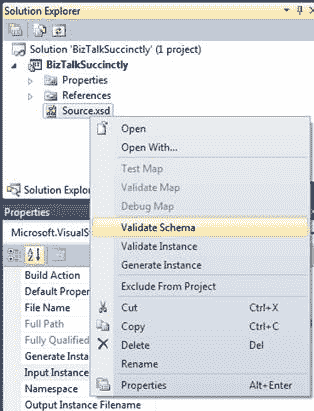 Solution Explorer
Solution 'BizTalkSuccinctly' (1 project)
BizTalkSuccinctly
Properties
References
Source.xsd
Open
Open With...
Test Map
Validate Map
Debug Map
Validate Schema
Validate Instance
Generate Instance
Exclude From Project
Cut Ctrl+X
Copy Ctrl+C
Delete Del
Rename
Properties Alt+Enter
Solution Explor
Properties
Microsoft.VisualS
Build Action
Default Proper
File Name
Full Path
Fully Qualified
Generate Instan
Input Instance
Namespace
Output Instance Filename